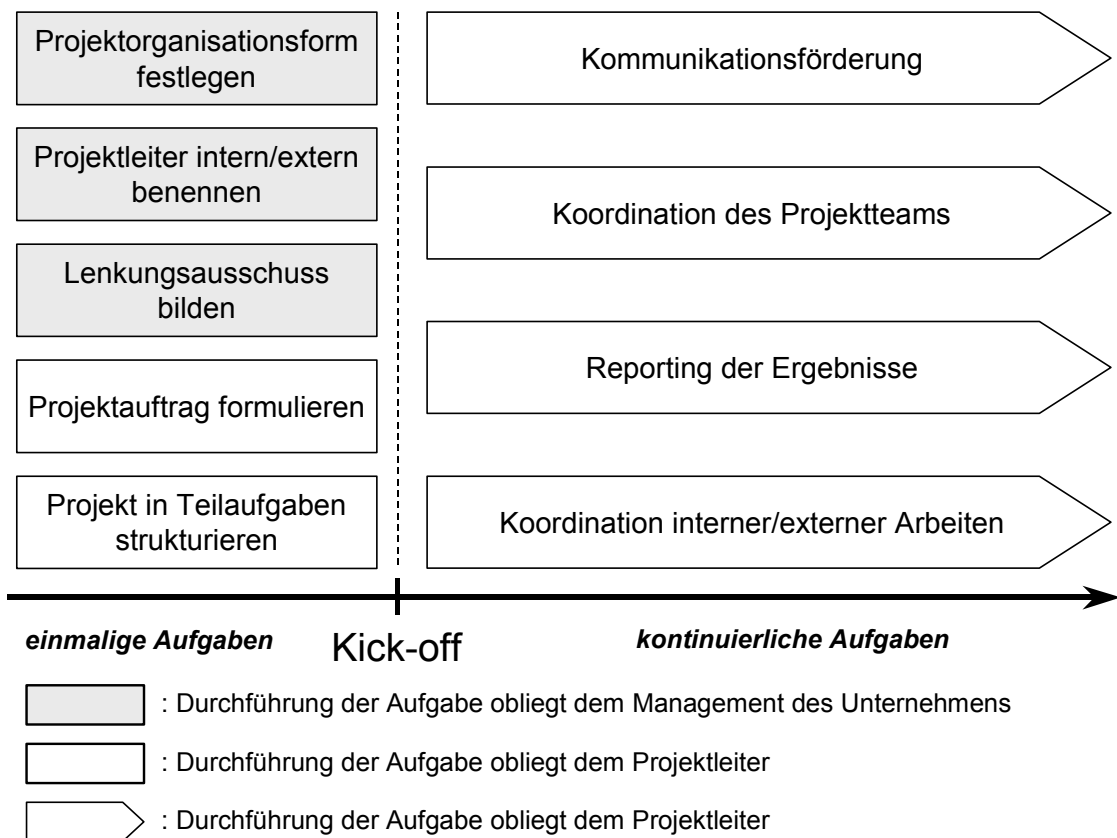 Projektorganisationsform
festlegen
Projektleiter intern/extern
benennen
Lenkungsausschuss
bilden
Projektauftrag formulieren
Projekt in Teilaufgaben
strukturieren
Kommunikationsförderung
Koordination des Projektteams
Reporting der Ergebnisse
Koordination interner/externer Arbeiten
einmalige Aufgaben
Kick-off
kontinuierliche Aufgaben
: Durchführung der Aufgabe obliegt dem Management des Unternehmens
: Durchführung der Aufgabe obliegt dem Projektleiter
: Durchführung der Aufgabe obliegt dem Projektleiter